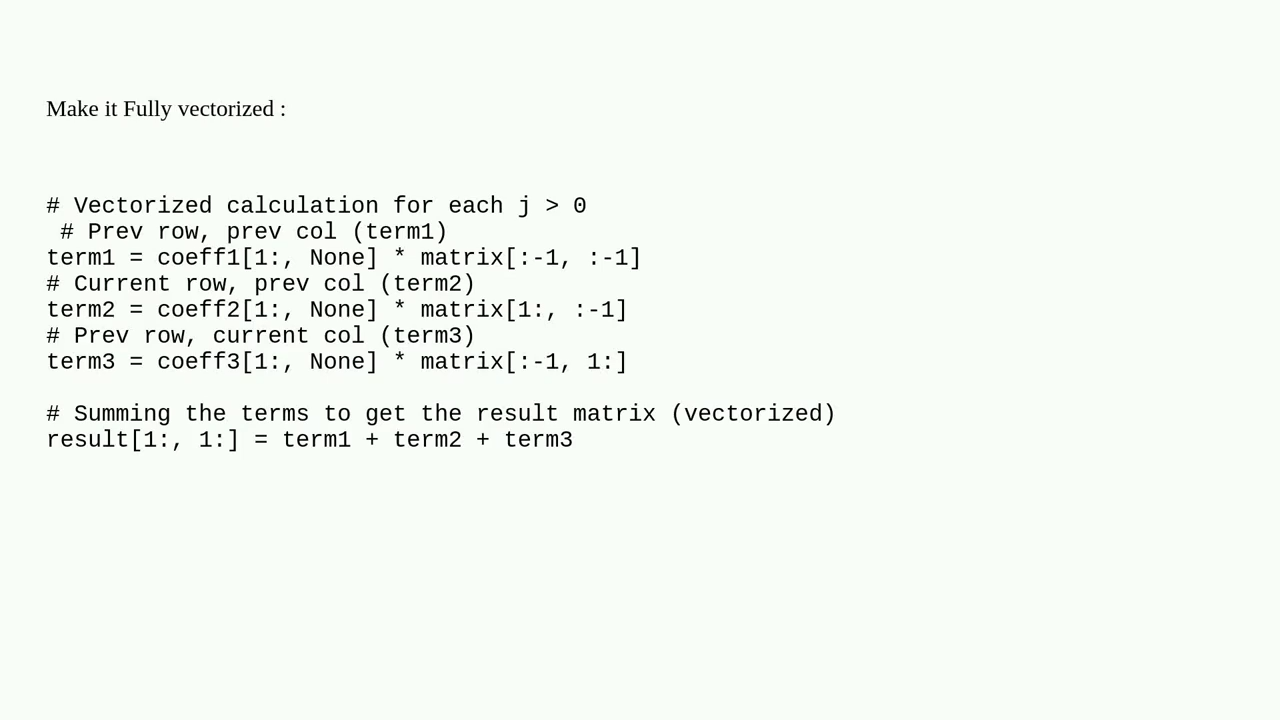 Make it Fully vectorized :
# Vectorized calculation for each j > 0
 # Prev row, prev col (term1)
term1 = coeff1[1:, None] * matrix[:-1, :-1]
# Current row, prev col (term2)
term2 = coeff2[1:, None] * matrix[1:, :-1]
# Prev row, current col (term3)
term3 = coeff3[1:, None] * matrix[:-1, 1:]
# Summing the terms to get the result matrix (vectorized)
result[1:, 1:] = term1 + term2 + term3